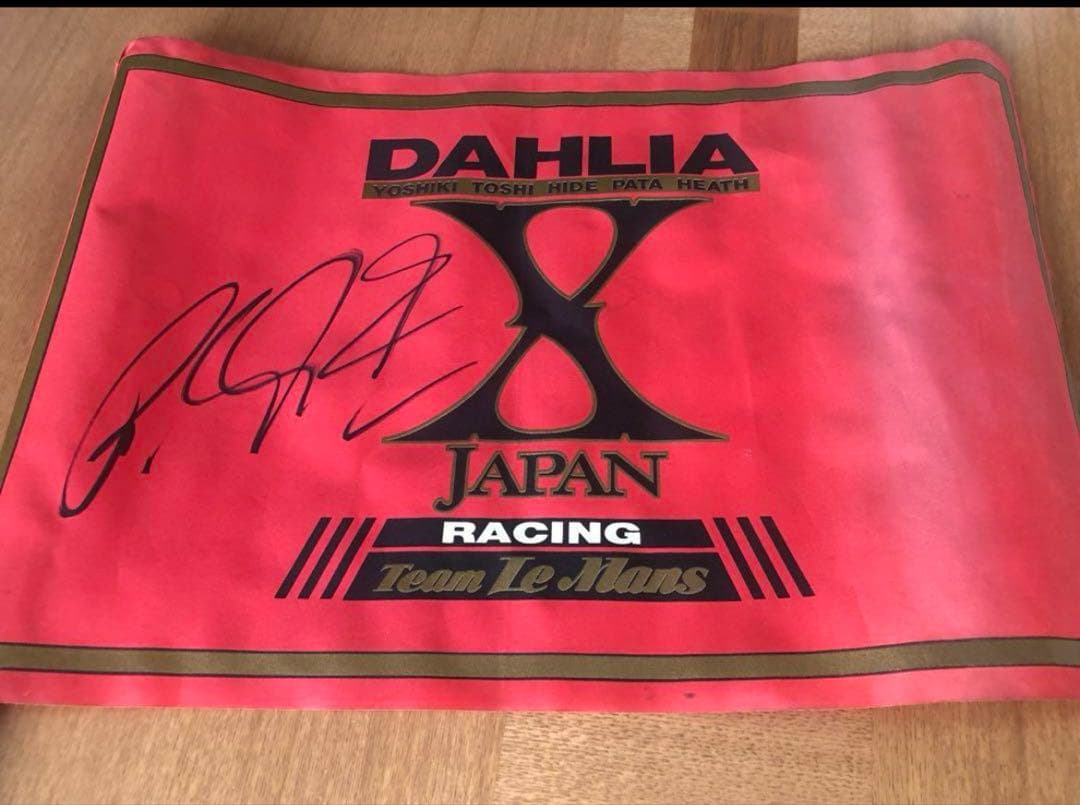 DAHLIA
YOSHIKI TOSHI HIDE PATA HEATH
X
JAPAN
RACING
Team Le Mans